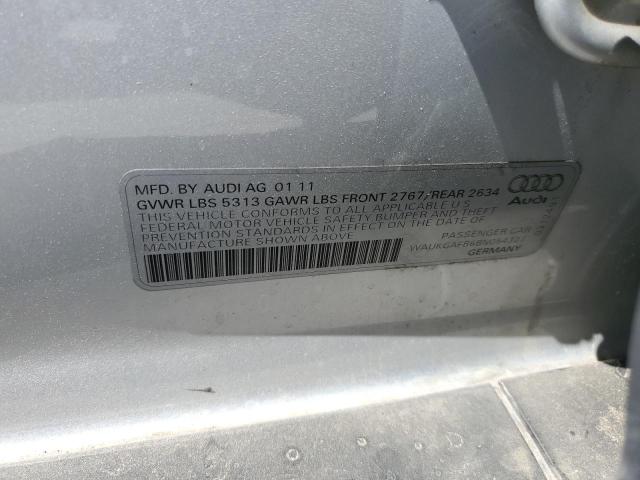 MFD. BY AUDI AG 01 11
GVWR LBS 5313 GAWR LBS FRONT 2767, REAR 2634
THIS VEHICLE CONFORMS TO ALL APPLICABLE U S
FEDERAL MOTOR VEHICLE SAFETY BUMPER AND THEFT
PREVENTION STANDARDS IN EFFECT ON THE DATE OF
MANUFACTURE SHOWN ABOVE
PASSENGER CAR
GERMANY
Audi